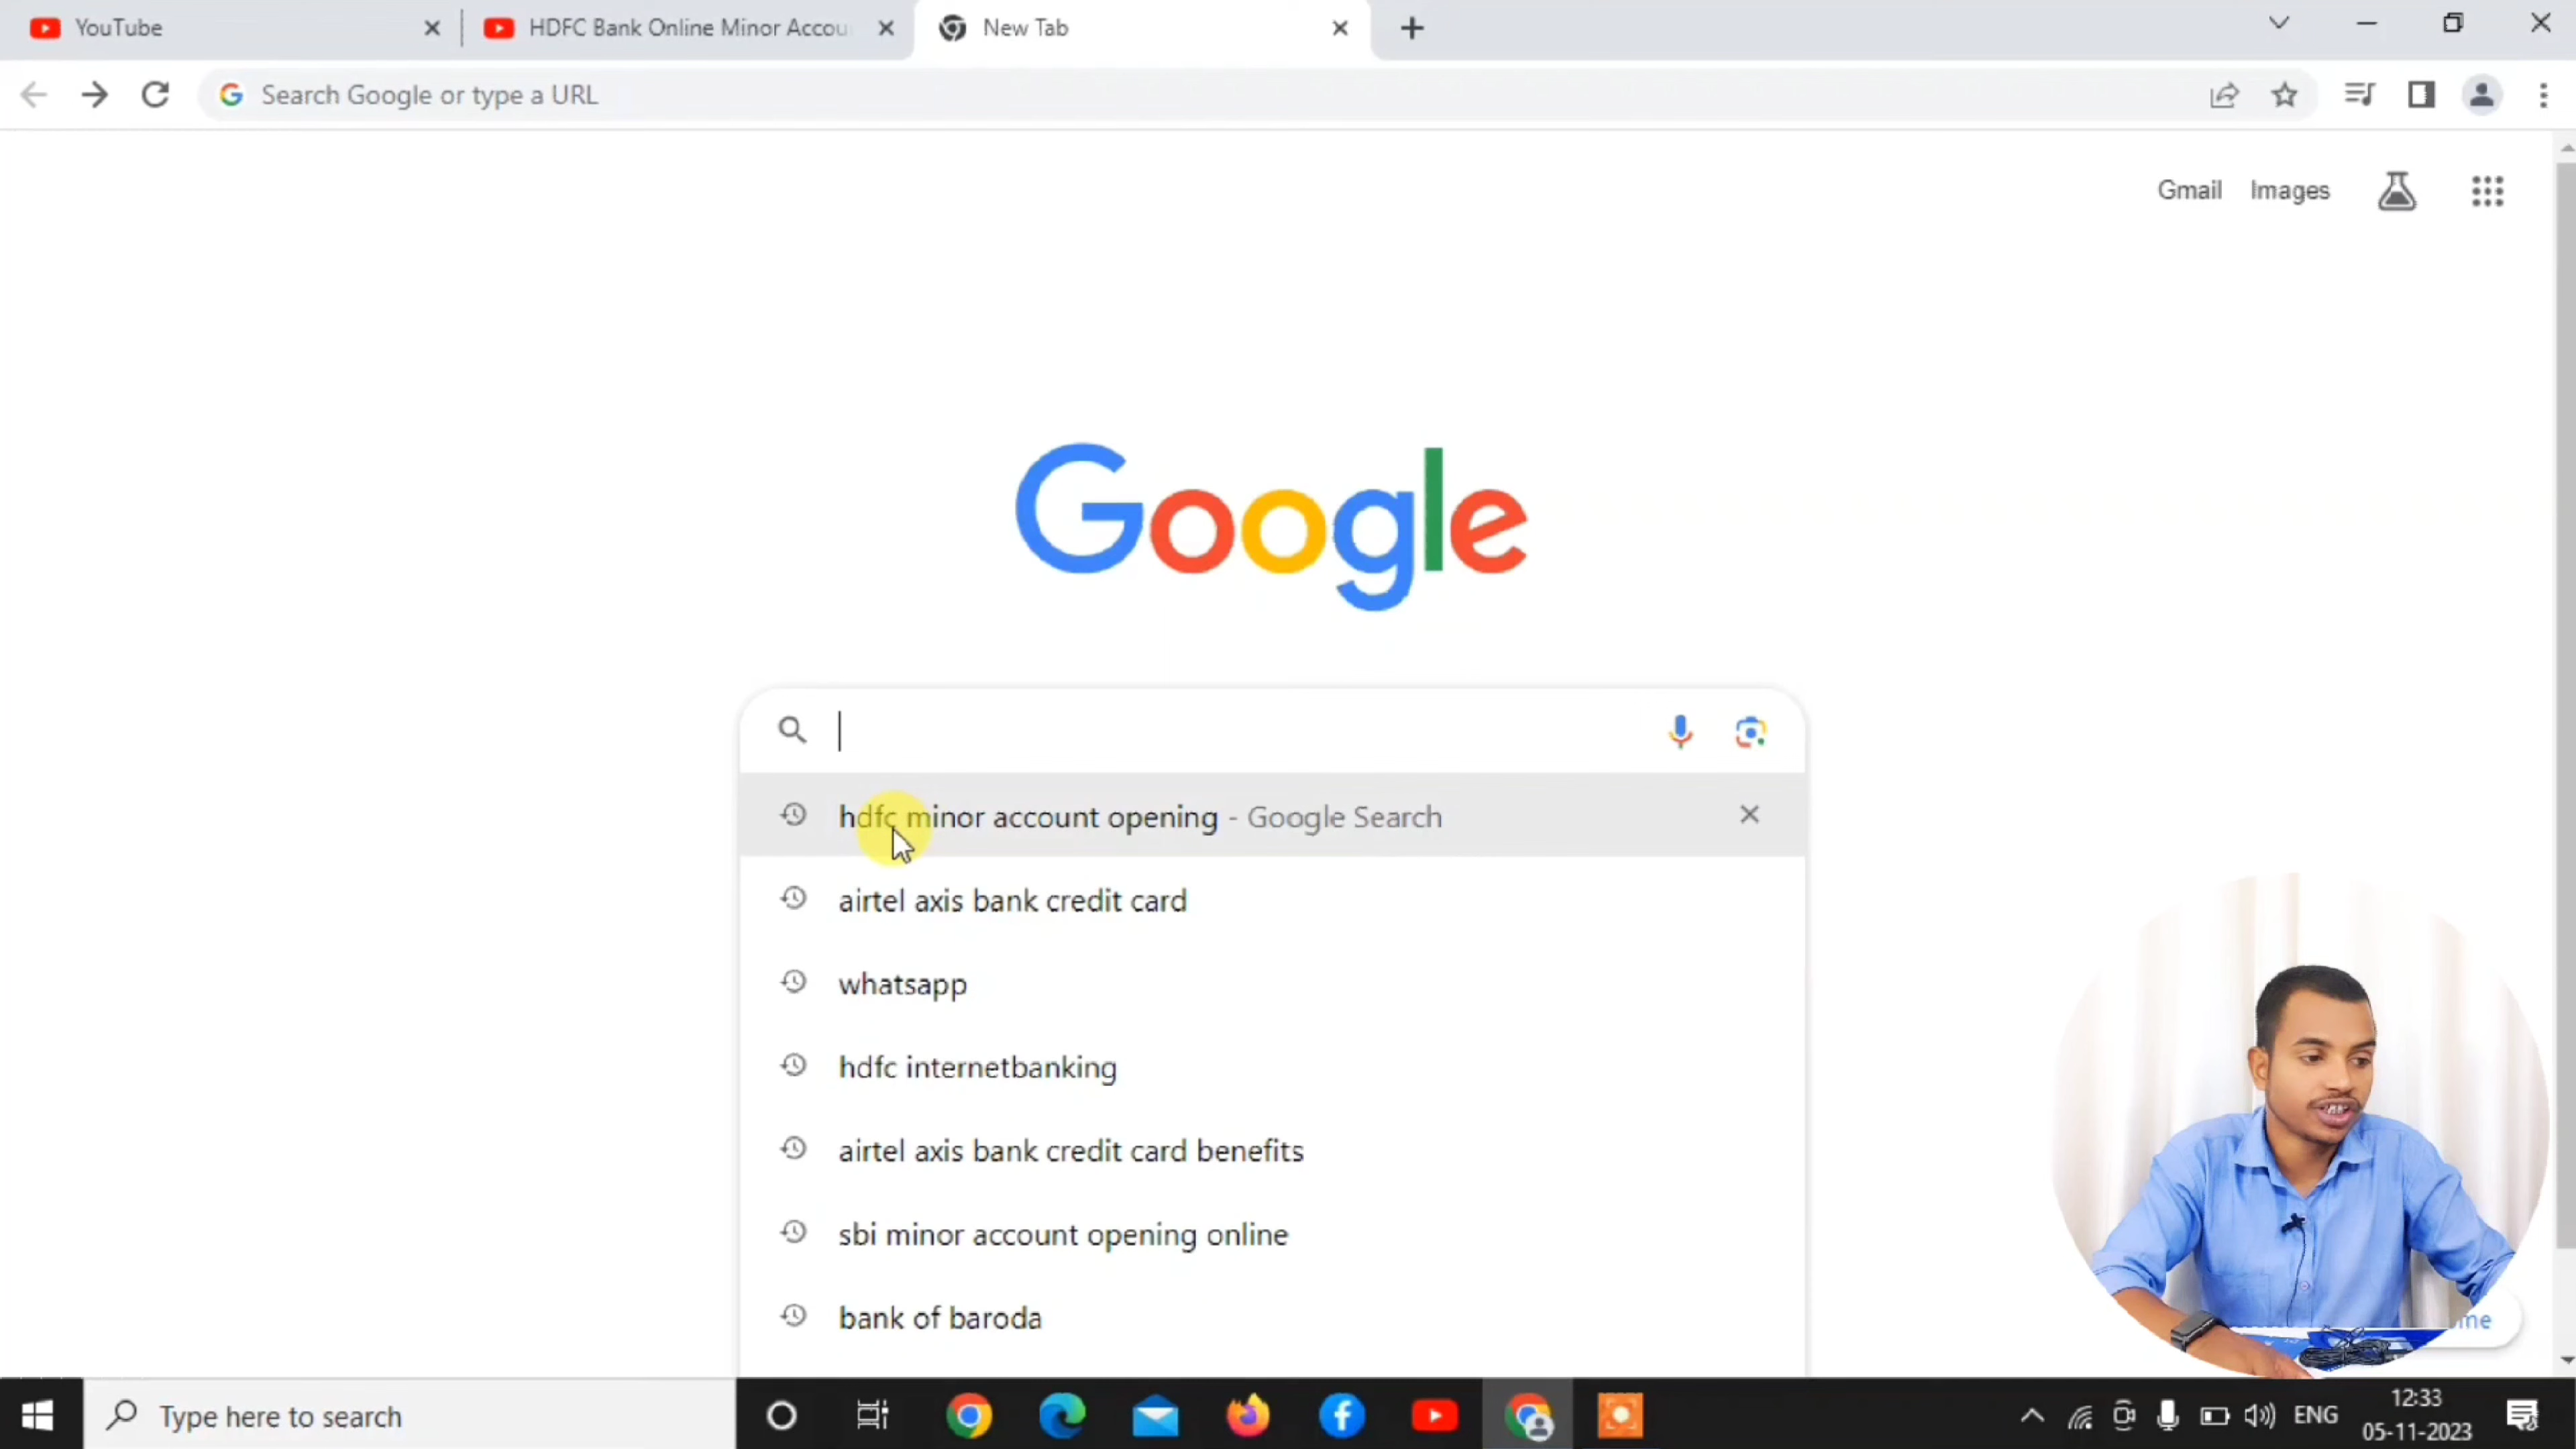 YouTube
HDFC Bank Online Minor Accou
New Tab
Search Google or type a URL
Gmail Images
Google
hdfc minor account opening - Google Search
airtel axis bank credit card
whatsapp
hdfc internetbanking
airtel axis bank credit card benefits
sbi minor account opening online
bank of baroda
Type here to search
ENG
12:33
05-11-2023